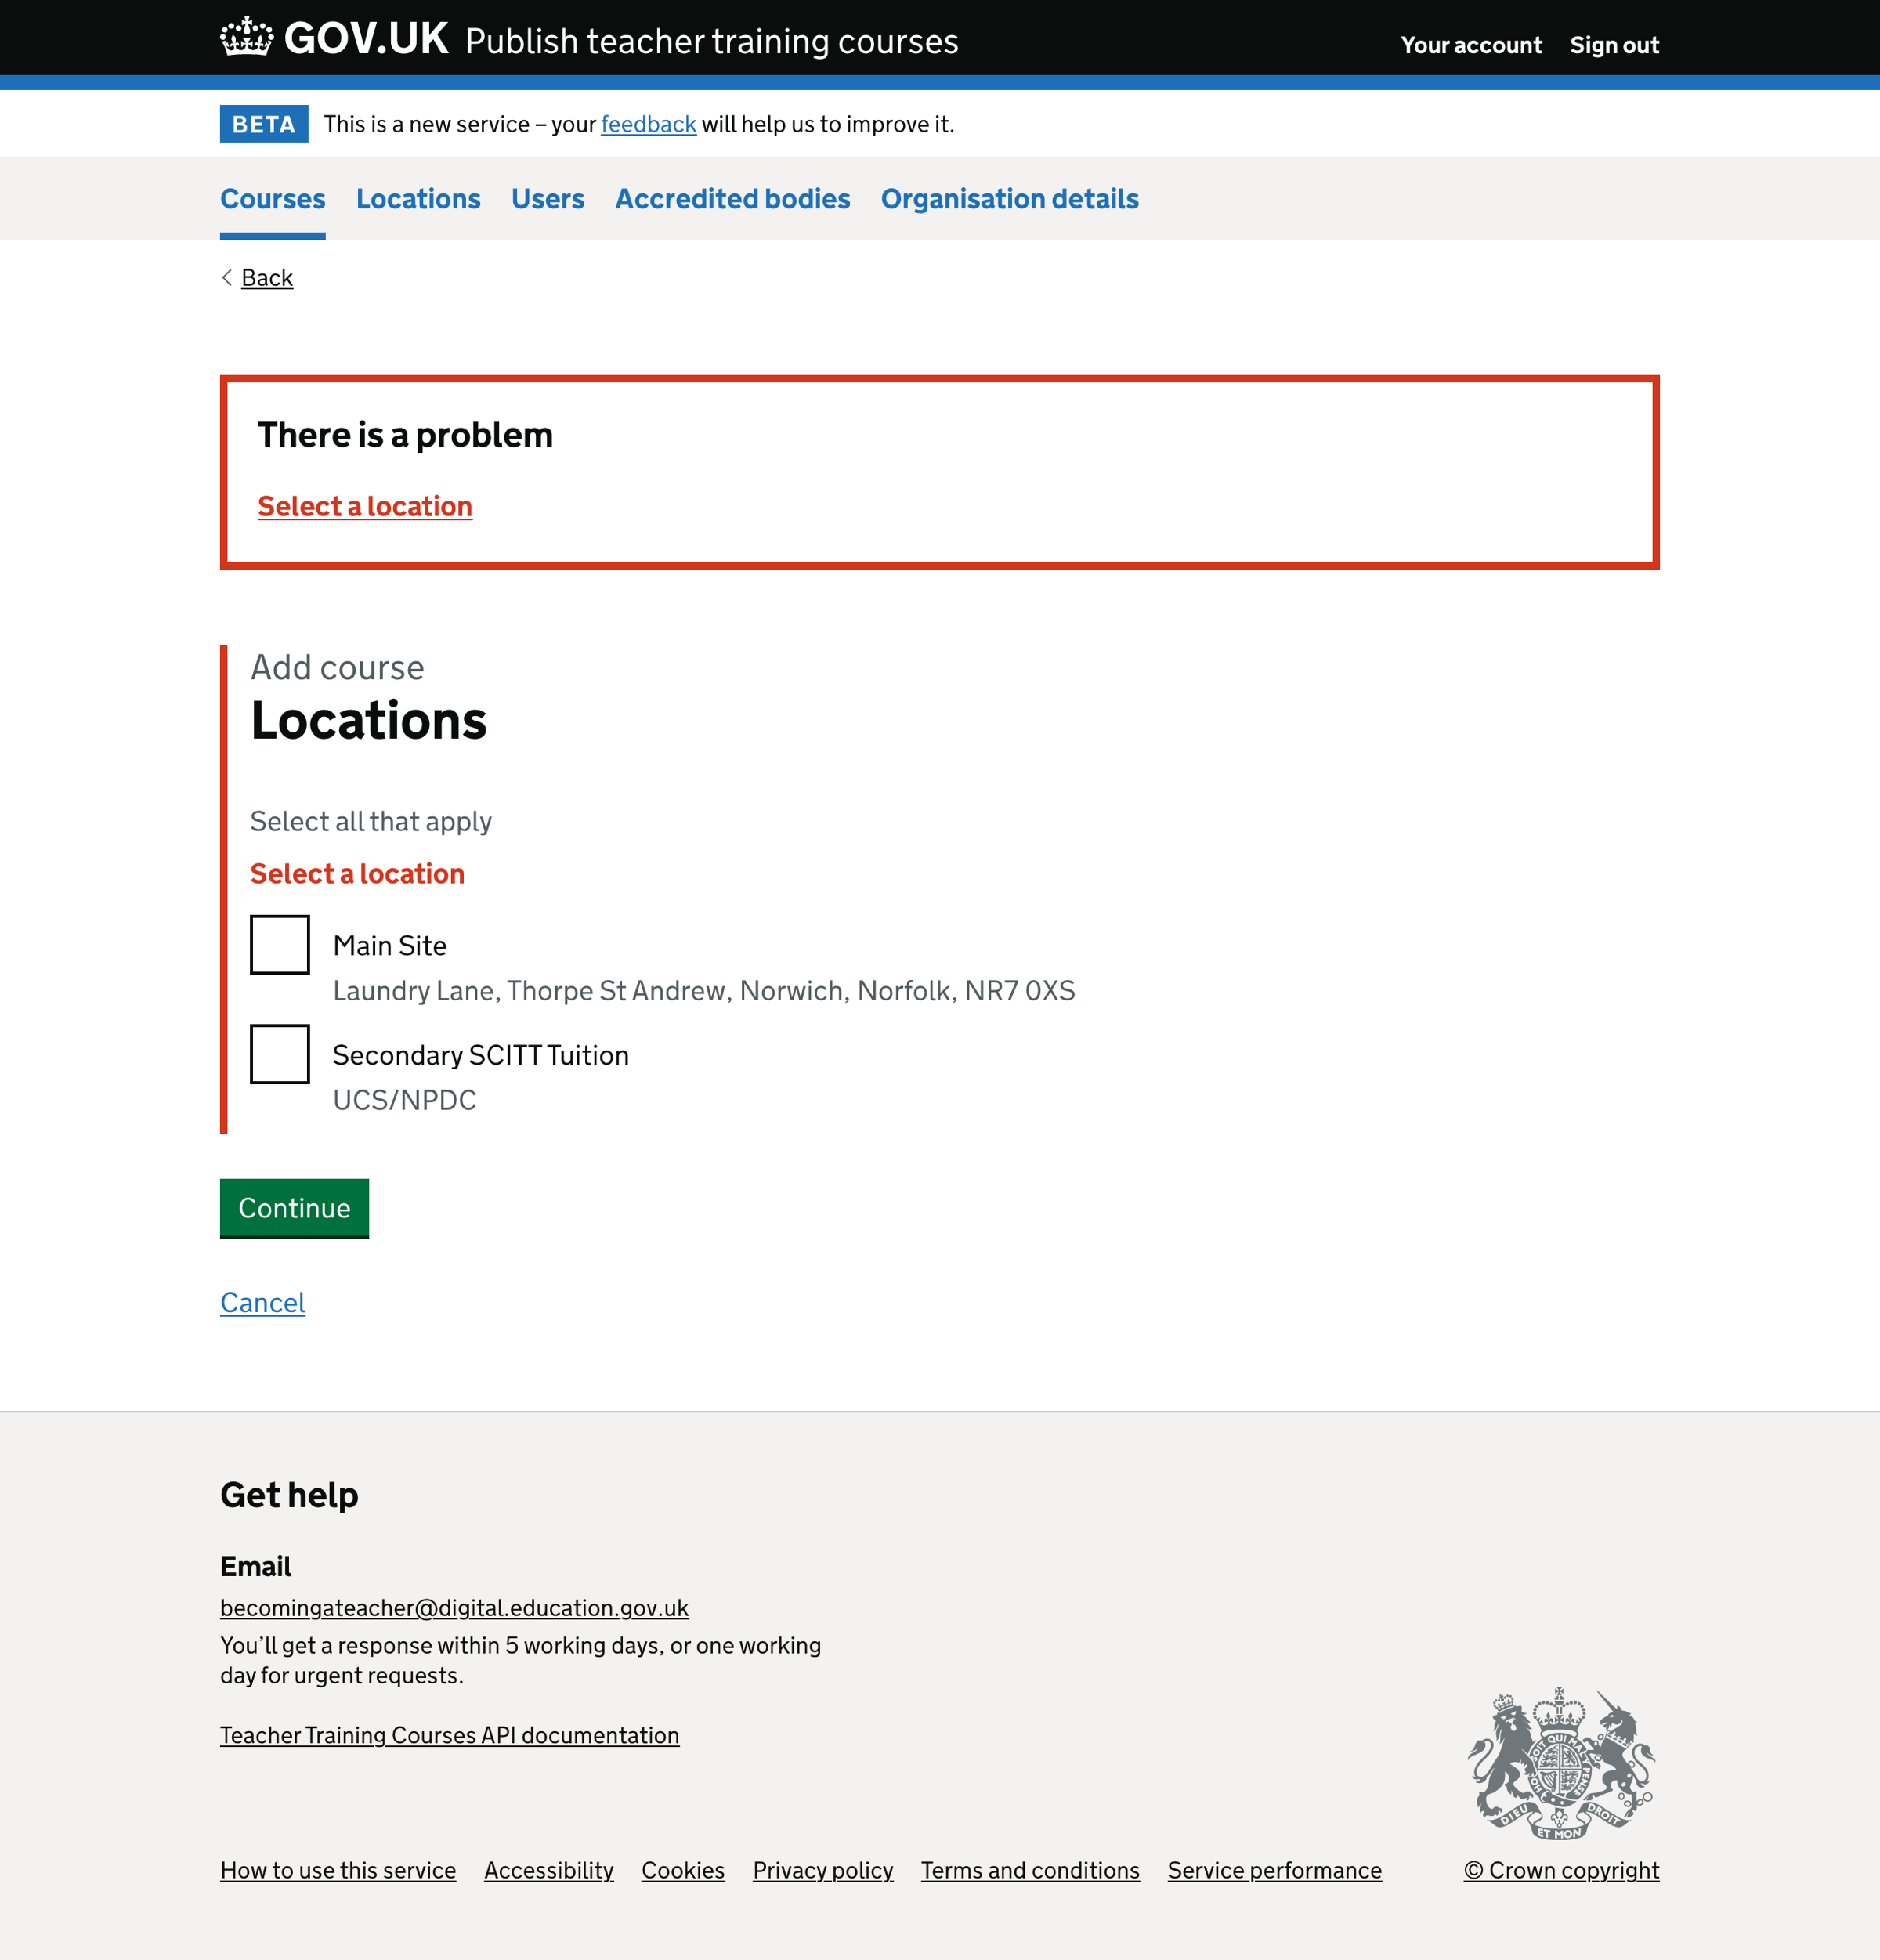 GOV.UK Publish teacher training courses
Your account Sign out
BETA This is a new service – your feedback will help us to improve it.
Courses Locations Users Accredited bodies Organisation details
Back
There is a problem
Select a location
Add course
Locations
Select all that apply
Select a location
Main Site
Laundry Lane, Thorpe St Andrew, Norwich, Norfolk, NR7 0XS
Secondary SCITT Tuition
UCS/NPDC
Continue
Cancel
Get help
Email
becomingateacher@digital.education.gov.uk
You’ll get a response within 5 working days, or one working
day for urgent requests.
Teacher Training Courses API documentation
DIEU ET MON DROIT
How to use this service Accessibility Cookies Privacy policy Terms and conditions Service performance © Crown copyright